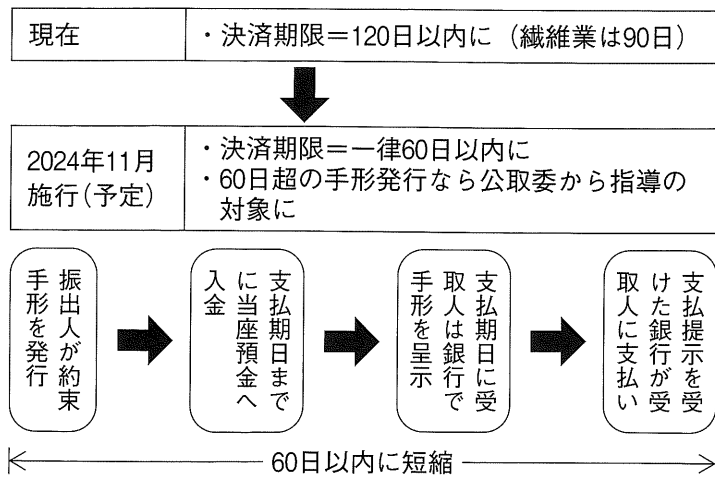 現在
・決済期限＝120日以内に（繊維業は90日）
2024年11月
施行(予定)
・決済期限＝一律60日以内に
・60日超の手形発行なら公取委から指導の
対象に
振出人が約束
手形を発行
支払期日まで
に当座預金へ
入金
支払期日に受
取人は銀行で
手形を呈示
支払提示を受
けた銀行が受
取人に支払い
60日以内に短縮